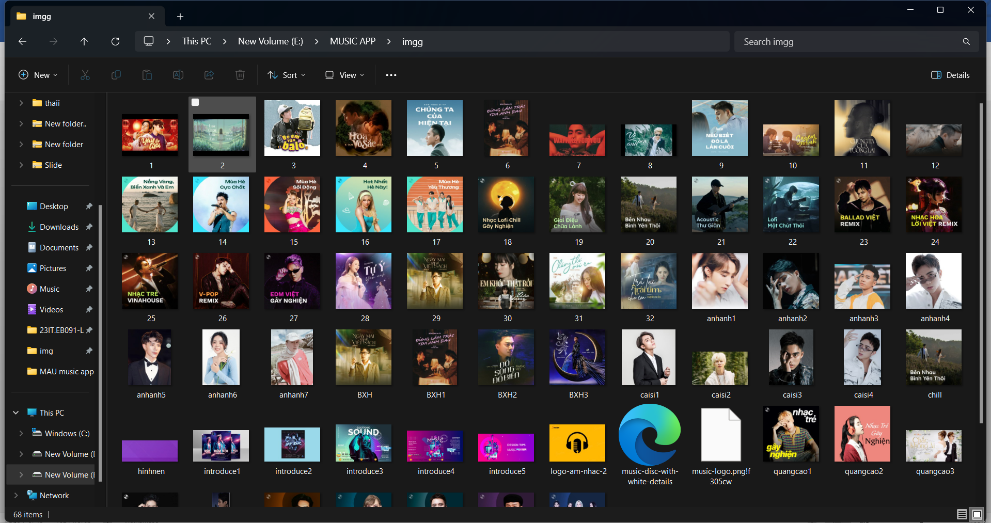 imgg
This PC
New Volume (E:)
MUSIC APP
imgg
Search imgg
New
Sort
View
Details
thaii
New folder..
New folder
Slide
Desktop
Downloads
Documents
Pictures
Music
Videos
23IT.EB091-L
img
MAU music app
This PC
Windows (C:)
New Volume (
New Volume (
Network
CHÚNG TA
CỦA
HIỆN TẠI
1
2
3
4
5
6
7
8
9
10
11
12
Nắng Vàng,
Biển Xanh Và Em
Mùa Hè
Cực Chất
Mùa Hè
Sôi Động
Hot Nhất
Hè Này!
Mùa Hè
Yêu Thương
Nhạc Lofi Chill
Gây Nghiện
Giai Điệu
Chữa Lành
Bên Nhau
Bình Yên Thôi
Acoustic
Thư Giãn
Lofi
Một Chút Thôi
BALLAD VIỆT
REMIX
NHẠC HOA
LỜI VIỆT REMIX
13
14
15
16
17
18
19
20
21
22
23
24
NHẠC TRẺ
VINAHOUSE
V-POP
REMIX
EDM VIỆT
GÂY NGHIỆN
25
26
27
28
29
30
31
32
anhanh1
anhanh2
anhanh3
anhanh4
Bên Nhau
Bình Yên Thôi
anhanh5
anhanh6
anhanh7
BXH
BXH1
BXH2
BXH3
caisi1
caisi2
caisi3
caisi4
chill
SOUND
nhạc
trẻ
gây
nghiện
Nhạc Trẻ
Gây
Nghiện
hinhnen
introduce1
introduce2
introduce3
introduce4
introduce5
logo-am-nhac-2
music-disc-with-
white-details
music-logo.png!f
305cw
quangcao1
quangcao2
quangcao3
68 items